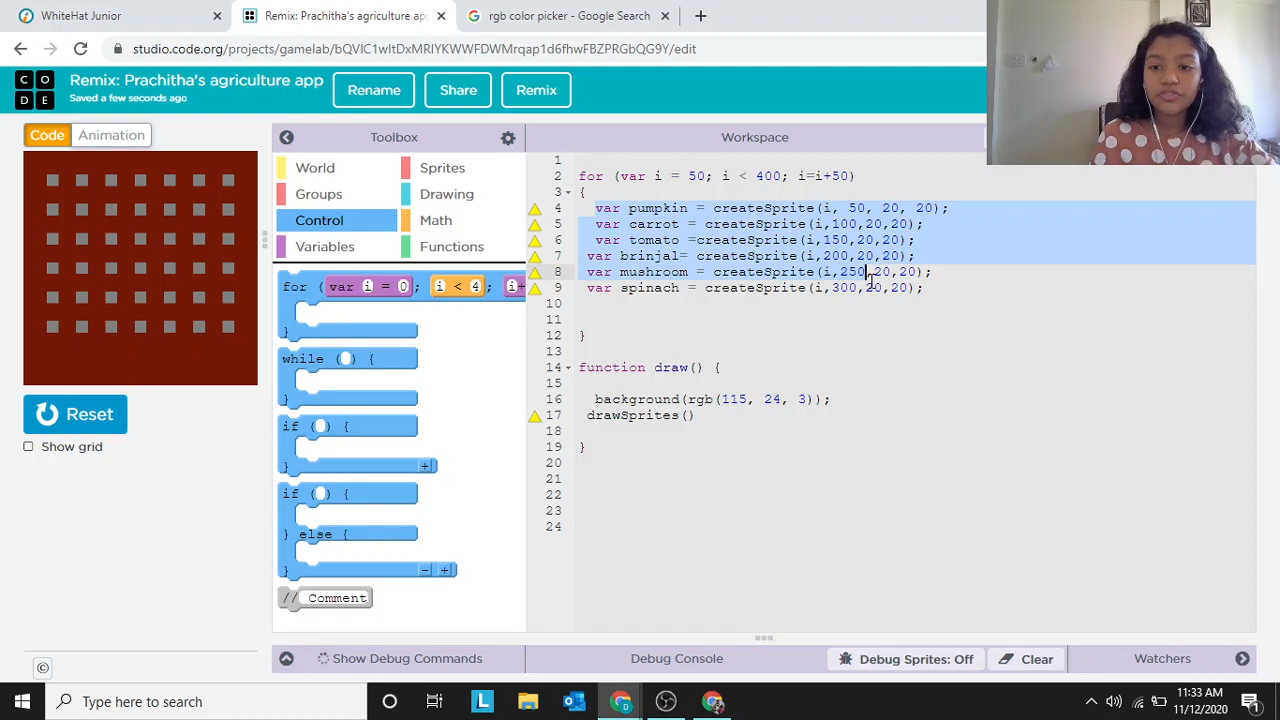 WhiteHat Junior
Remix: Prachitha's agriculture app
rgb color picker - Google Search
studio.code.org/projects/gamelab/bQVIC1wItDxMRIYKWWFDWMrqap1d6fhwFBZPRGbQG9Y/edit
C O D E
Remix: Prachitha's agriculture app
Saved a few seconds ago
Rename
Share
Remix
Code
Animation
Toolbox
Workspace
World
Sprites
Groups
Drawing
Control
Math
Variables
Functions
for ( var i = 0; i < 4; i+
}
while ( ) {
}
if ( ) {
} +
if ( ) {
} else {
} - +
// Comment
Reset
Show grid
1
2 for (var i = 50; i < 400; i=i+50)
3 {
4 var pumpkin = createSprite(i, 50, 20, 20);
5 var carrot = createSprite(i,100,20,20);
6 var tomato =createSprite(i,150,20,20);
7 var brinjal= createSprite(i,200,20,20);
8 var mushroom = createSprite(i,250,20,20);
9 var spinach = createSprite(i,300,20,20);
10
11
12 }
13
14 function draw() {
15
16 background(rgb(115, 24, 3));
17 drawSprites()
18
19 }
20
21
22
23
24
Show Debug Commands
Debug Console
Debug Sprites: Off
Clear
Watchers
©
Type here to search
L
D
11:33 AM
11/12/2020
1